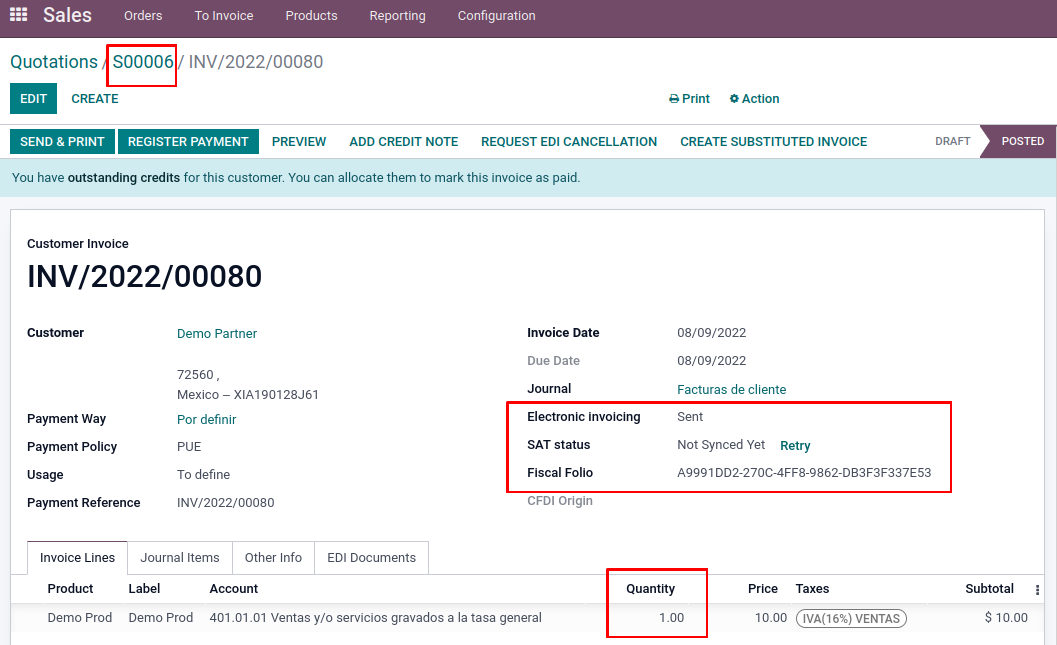 Sales Orders To Invoice Products Reporting Configuration
Quotations / S00006 / INV/2022/00080
EDIT CREATE Print Action
SEND & PRINT REGISTER PAYMENT PREVIEW ADD CREDIT NOTE REQUEST EDI CANCELLATION CREATE SUBSTITUTED INVOICE DRAFT POSTED
You have outstanding credits for this customer. You can allocate them to mark this invoice as paid.
Customer Invoice
INV/2022/00080
Customer Demo Partner Invoice Date 08/09/2022
Due Date 08/09/2022
72560 ,
Mexico – XIA190128J61 Journal Facturas de cliente
Payment Way Por definir Electronic invoicing Sent
Payment Policy PUE SAT status Not Synced Yet Retry
Usage To define Fiscal Folio A9991DD2-270C-4FF8-9862-DB3F3F337E53
Payment Reference INV/2022/00080 CFDI Origin
Invoice Lines Journal Items Other Info EDI Documents
Product Label Account Quantity Price Taxes Subtotal
Demo Prod Demo Prod 401.01.01 Ventas y/o servicios gravados a la tasa general 1.00 10.00 IVA(16%) VENTAS $ 10.00